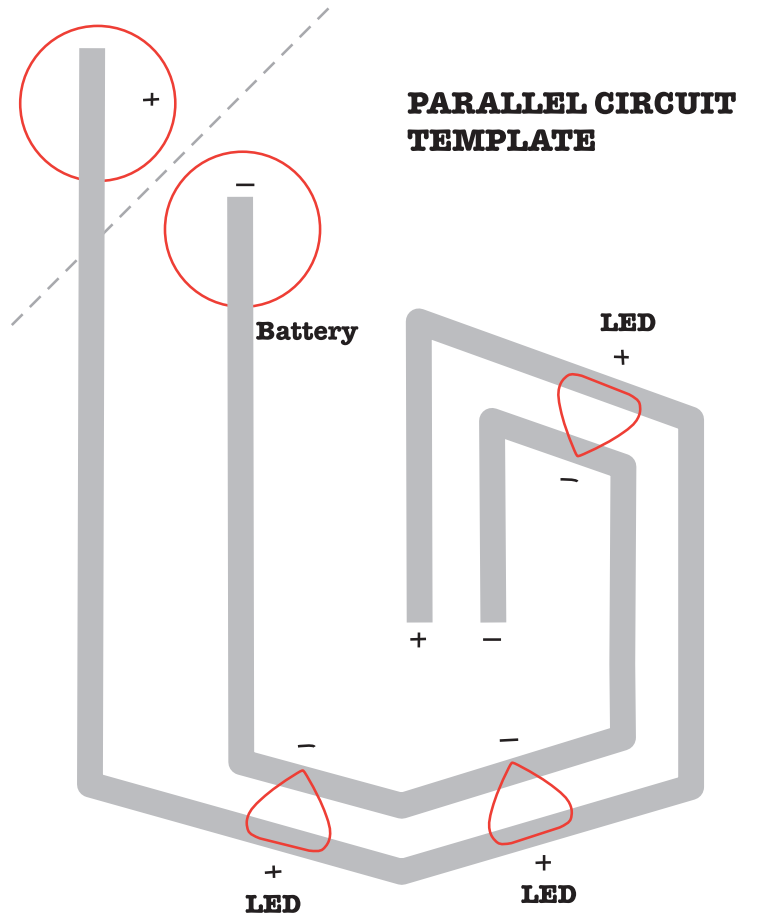 +
PARALLEL CIRCUIT
TEMPLATE
−
Battery
LED
+
−
+ −
− −
+ +
LED LED